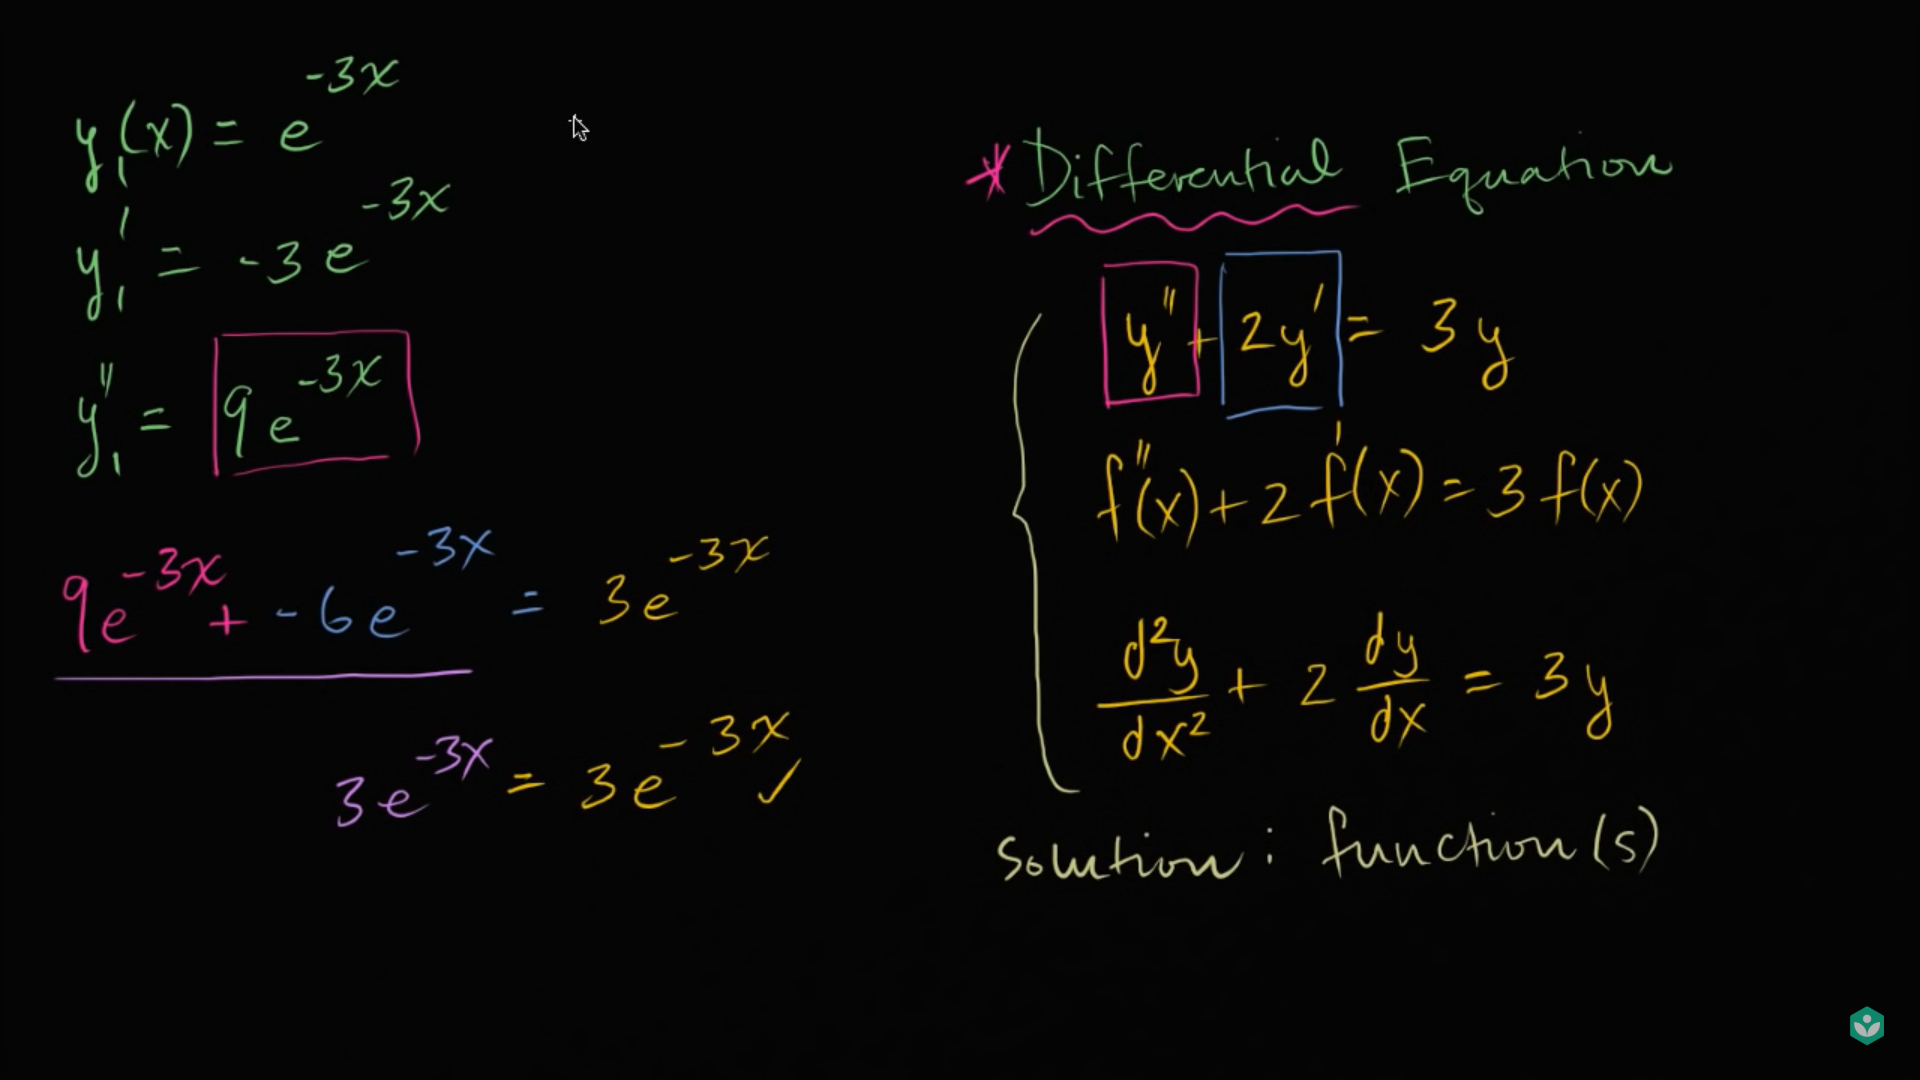 y₁(x) = e^{-3x}
y₁' = -3e^{-3x}
y₁'' = 9e^{-3x}
9e^{-3x} + -6e^{-3x} = 3e^{-3x}
3e^{-3x} = 3e^{-3x} ✓
* Differential Equation
y'' + 2y' = 3y
f''(x) + 2f'(x) = 3f(x)
d²y/dx² + 2 dy/dx = 3y
Solution: function(s)